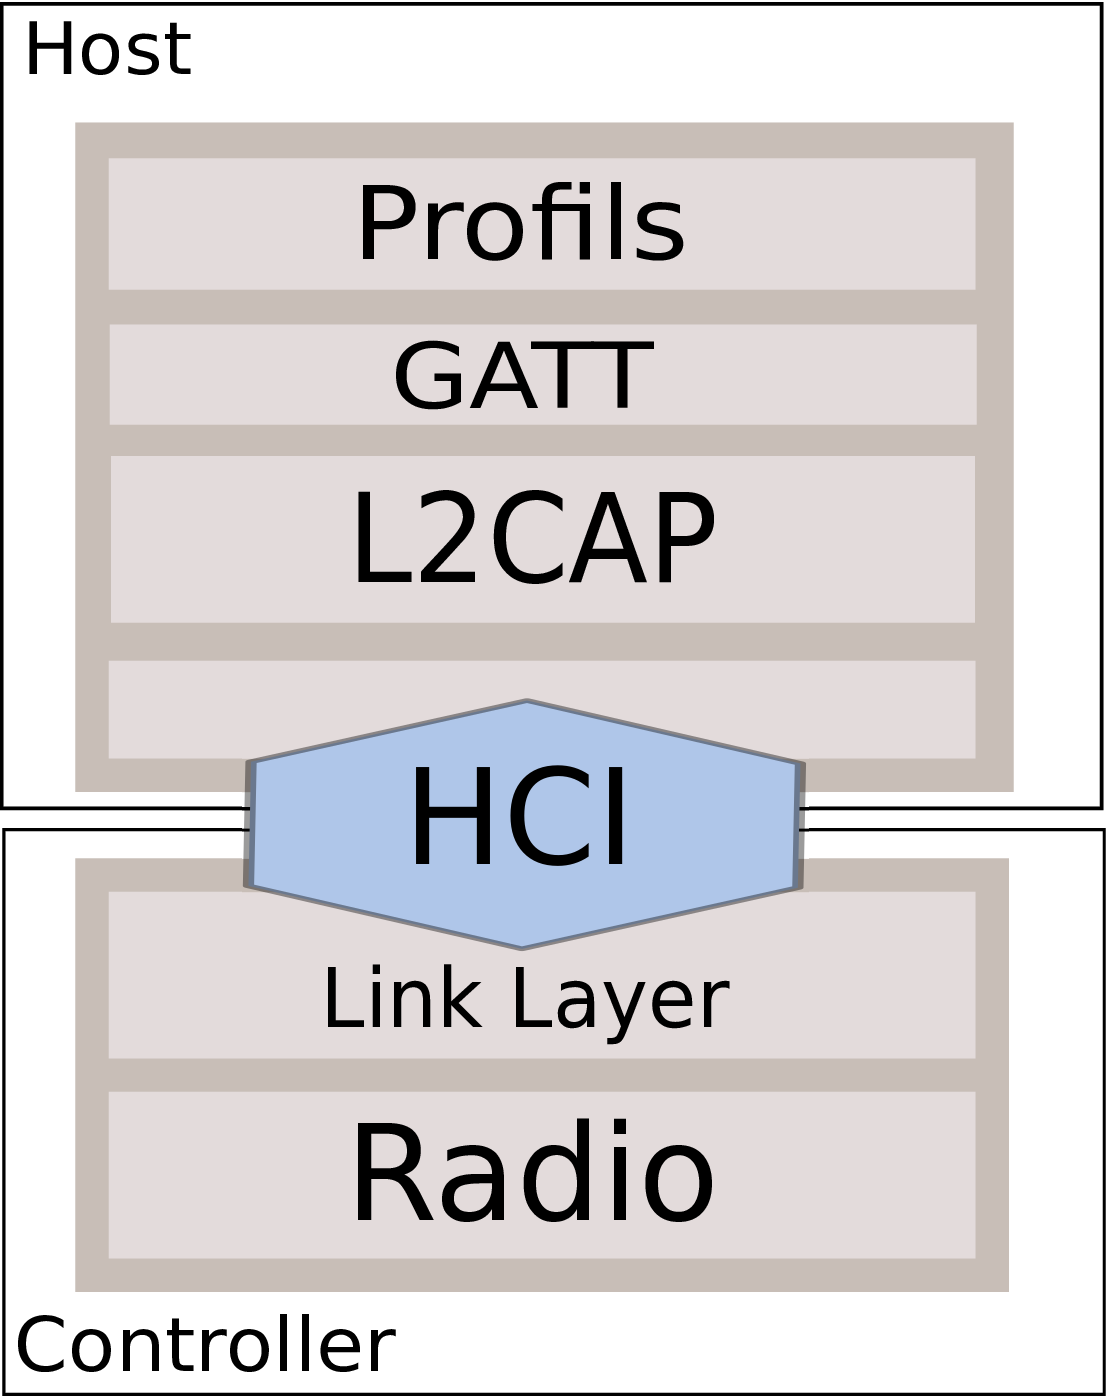 Host
Profils
GATT
L2CAP
HCI
Link Layer
Radio
Controller